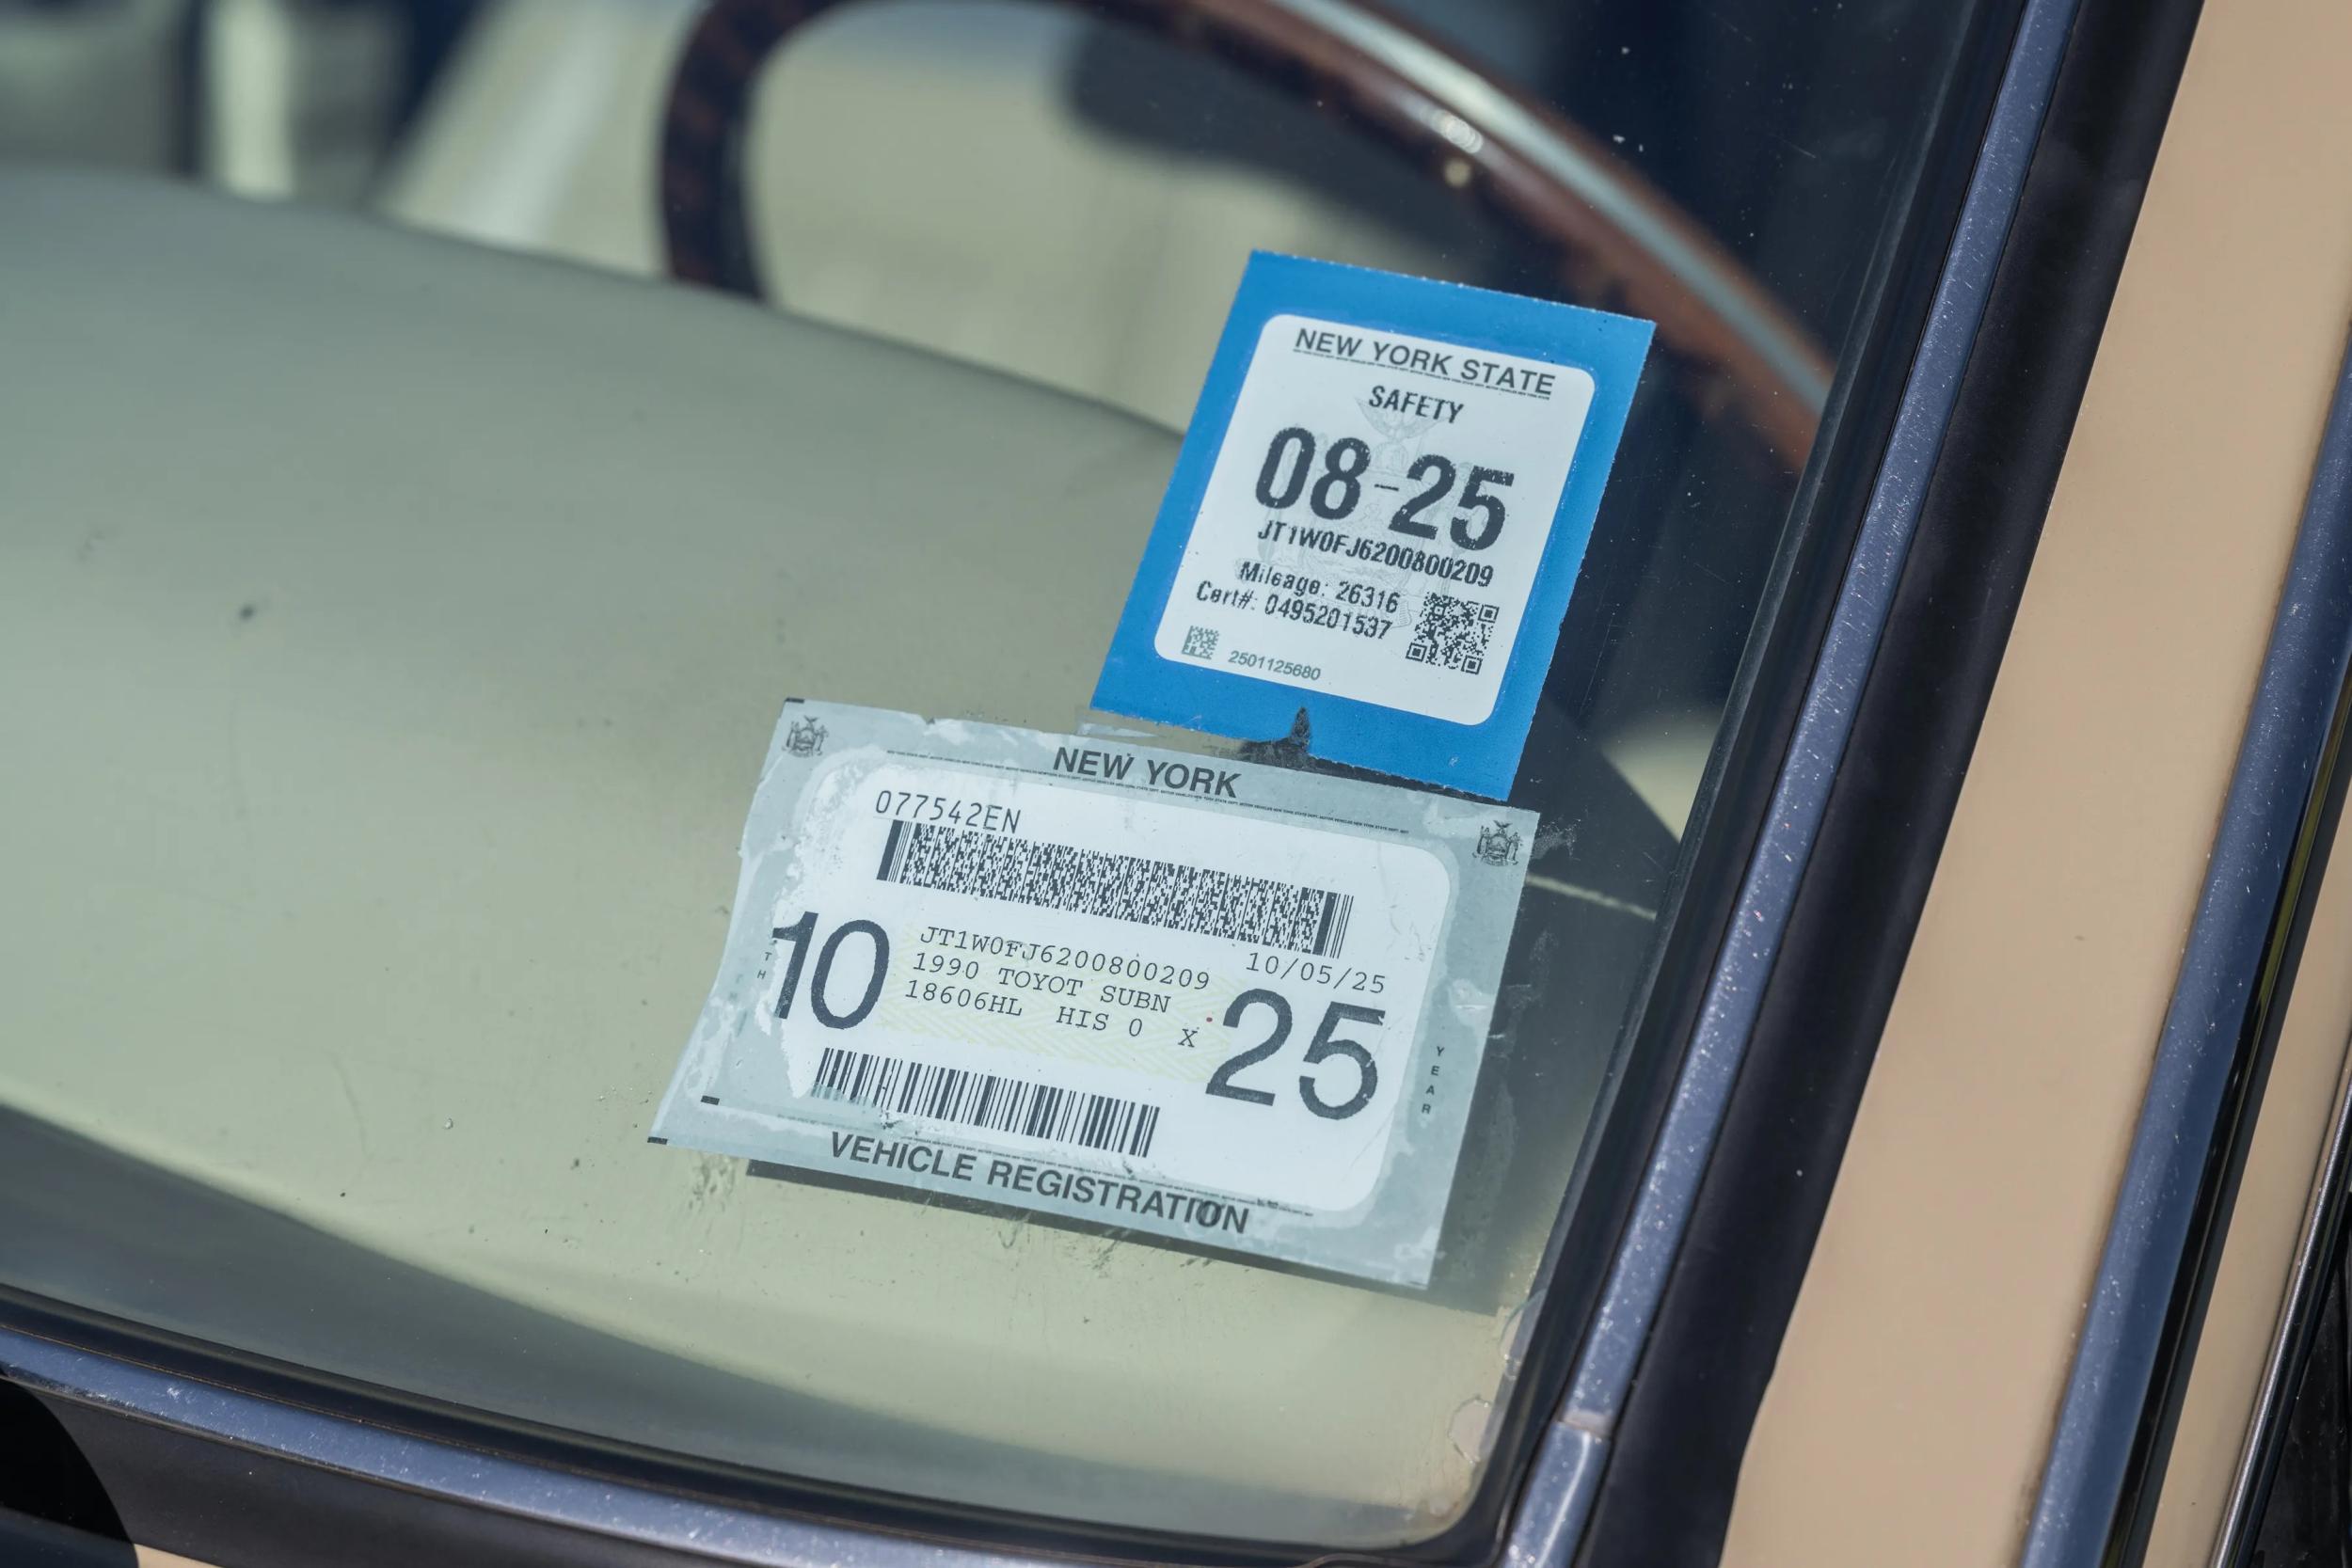 NEW YORK STATE
SAFETY
08-25
JT1W0FJ6200800209
Mileage: 26316
Cert#: 0495201537
2501125680
NEW YORK
077542EN
10
JT1W0FJ6200800209 10/05/25
1990 TOYOT SUBN
18606HL HIS 0 X
25
YEAR
VEHICLE REGISTRATION